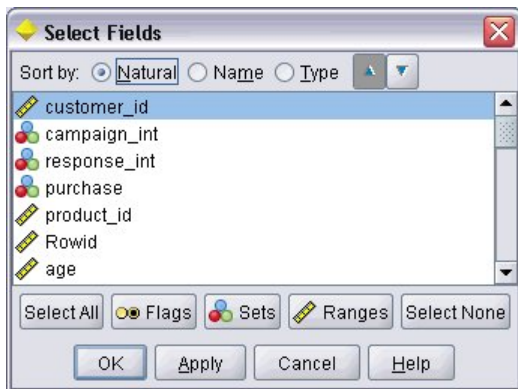 Select Fields
Sort by: Natural Name Type
customer_id
campaign_int
response_int
purchase
product_id
Rowid
age
Select All Flags Sets Ranges Select None
OK Apply Cancel Help